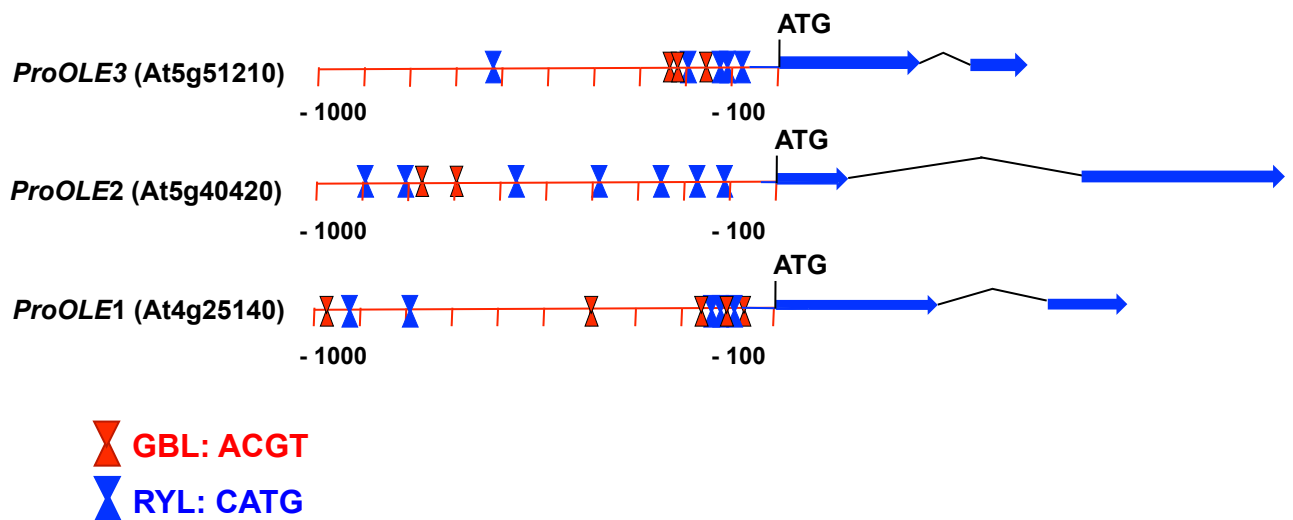 ATG
ProOLE3 (At5g51210)
- 1000 - 100
ATG
ProOLE2 (At5g40420)
- 1000 - 100
ATG
ProOLE1 (At4g25140)
- 1000 - 100
GBL: ACGT
RYL: CATG